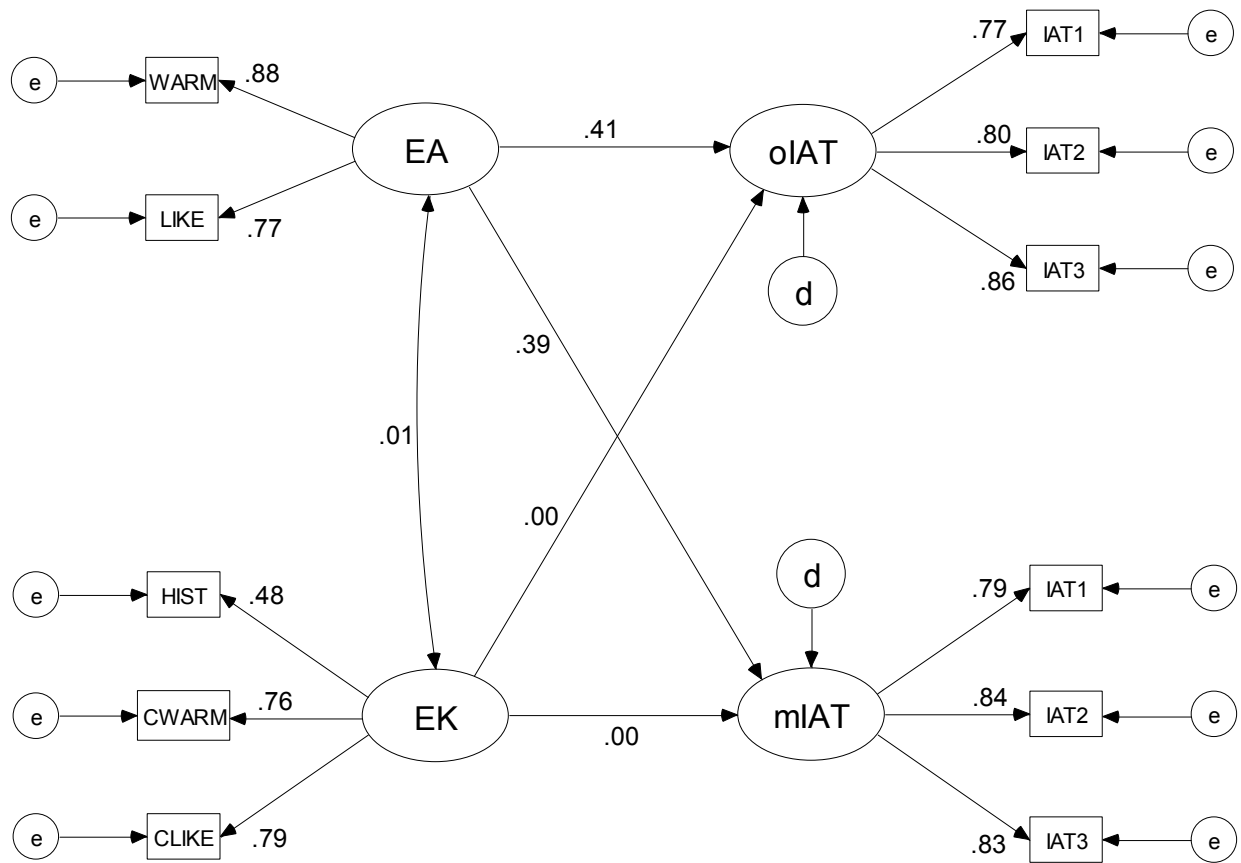 .77 IAT1 e
e WARM .88
EA .41 oIAT .80 IAT2 e
e LIKE .77
.86 IAT3 e
d
.39
.01
.00
d
e HIST .48 .79 IAT1 e
e CWARM .76 EK .00 mIAT .84 IAT2 e
e CLIKE .79 .83 IAT3 e